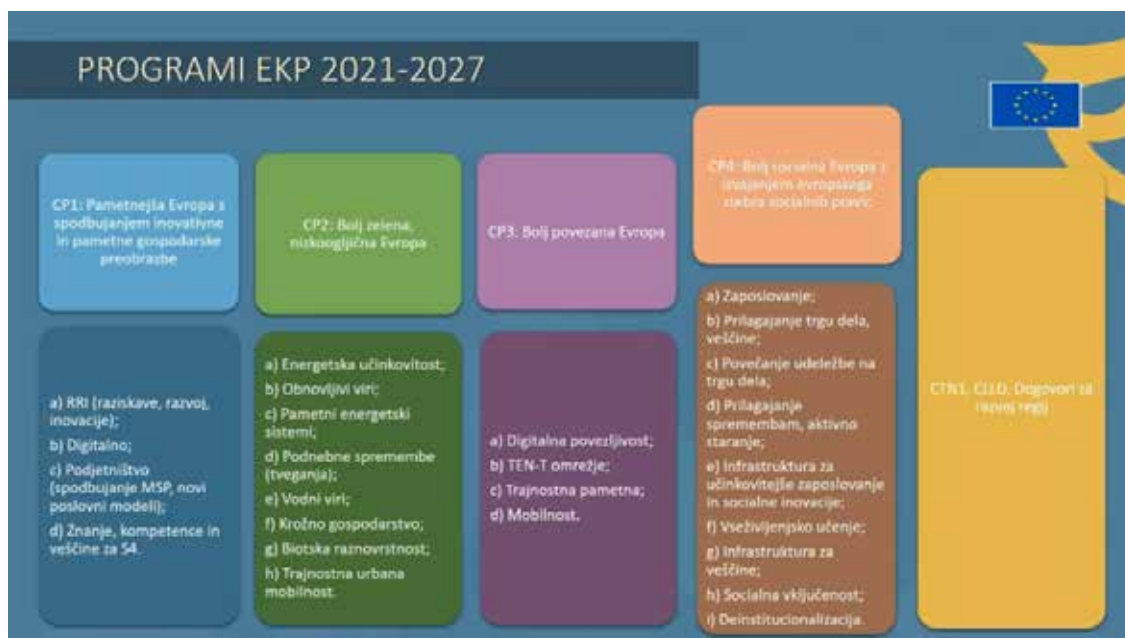 PROGRAMI EKP 2021-2027
CP1: Pametnejša Evropa s
spodbujanjem inovativne
in pametne gospodarske
preobrazbe
a) RRI (raziskave, razvoj,
inovacije);
b) Digitalno;
c) Podjetništvo
(spodbujanje MSP, novi
poslovni modeli);
d) Znanje, kompetence in
veščine za S4.
CP2: Bolj zelena,
nizkoogljična Evropa
a) Energetska učinkovitost;
b) Obnovljivi viri;
c) Pametni energetski
sistemi;
d) Podnebne spremembe
(tveganja);
e) Vodni viri;
f) Krožno gospodarstvo;
g) Biotska raznovrstnost;
h) Trajnostna urbana
mobilnost.
CP3: Bolj povezana Evropa
a) Digitalna povezljivost;
b) TEN-T omrežje;
c) Trajnostna pametna;
d) Mobilnost.
CP4: Bolj socialna Evropa z
izvajanjem evropskega
stebra socialnih pravic
a) Zaposlovanje;
b) Prilagajanje trgu dela,
veščine;
c) Povečanje udeležbe na
trgu dela;
d) Prilagajanje
spremembam, aktivno
staranje;
e) Infrastruktura za
učinkovitejše zaposlovanje
in socialne inovacije;
f) Vseživljenjsko učenje;
g) Infrastruktura za
veščine;
h) Socialna vključenost;
i) Deinstitucionalizacija.
CTN1, CLLD, Dogovori za
razvoj regij